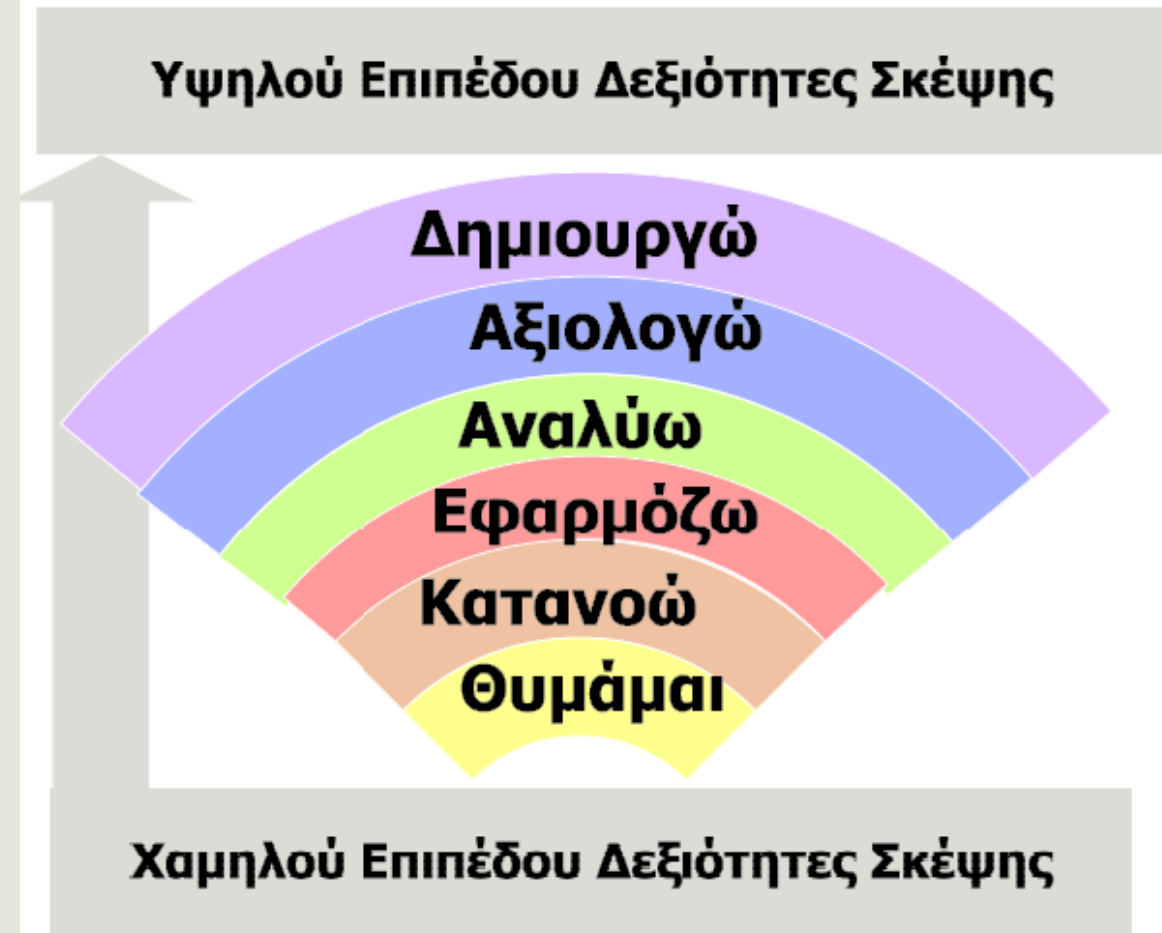 Υψηλού Επιπέδου Δεξιότητες Σκέψης
Δημιουργώ
Αξιολογώ
Αναλύω
Εφαρμόζω
Κατανοώ
Θυμάμαι
Χαμηλού Επιπέδου Δεξιότητες Σκέψης